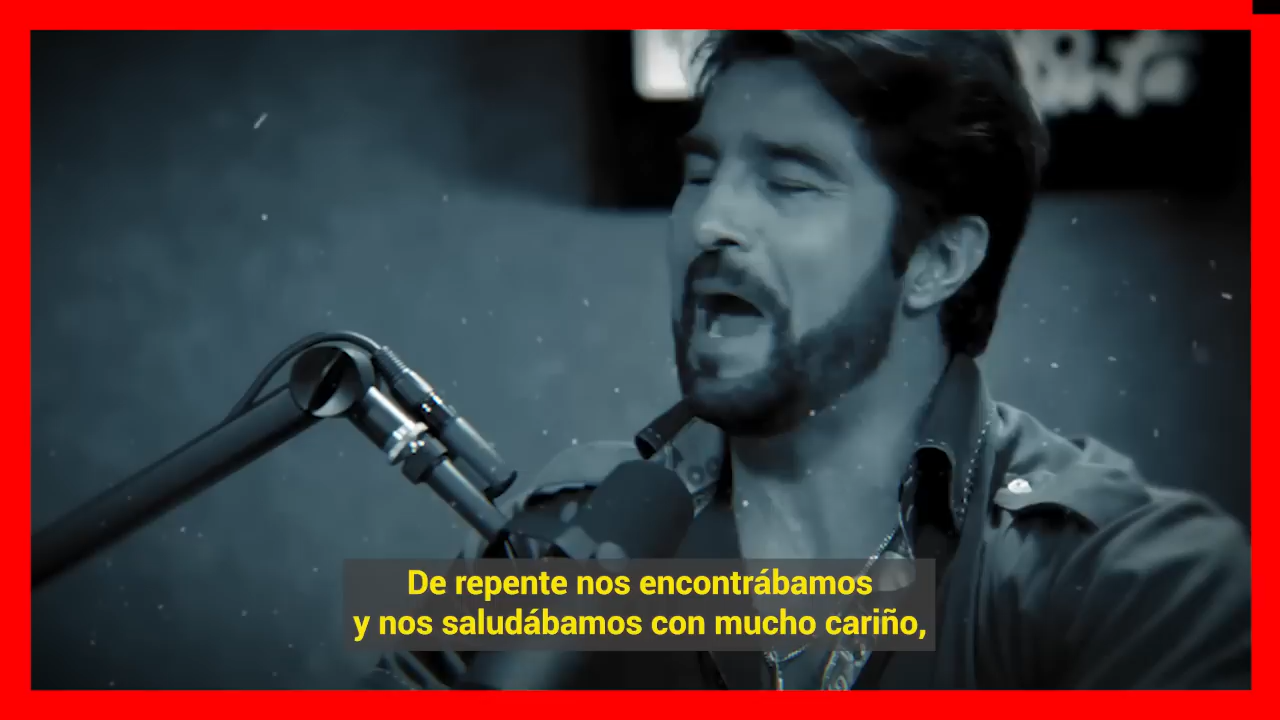 De repente nos encontrábamos
y nos saludábamos con mucho cariño,